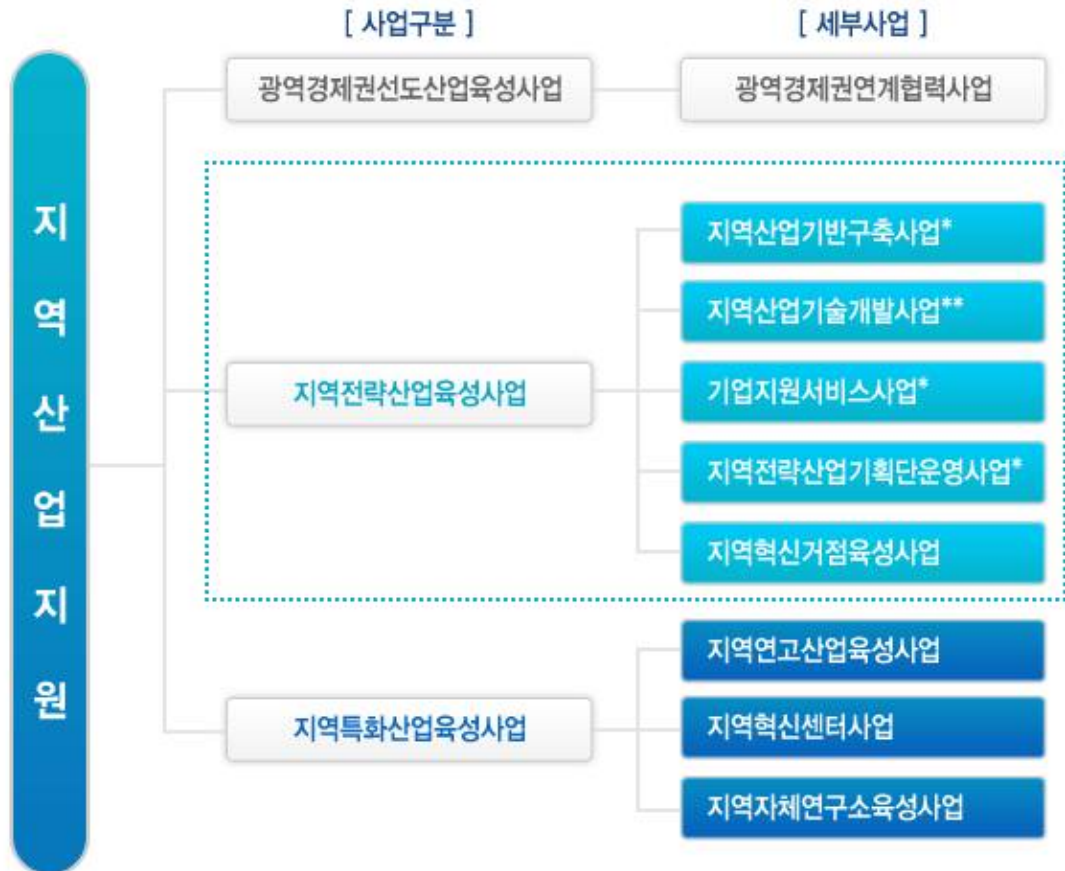 [ 사업구분 ]
[ 세부사업 ]
지역산업지원
광역경제권선도산업육성사업
광역경제권연계협력사업
지역전략산업육성사업
지역산업기반구축사업*
지역산업기술개발사업**
기업지원서비스사업*
지역전략산업기획단운영사업*
지역혁신거점육성사업
지역특화산업육성사업
지역연고산업육성사업
지역혁신센터사업
지역자체연구소육성사업